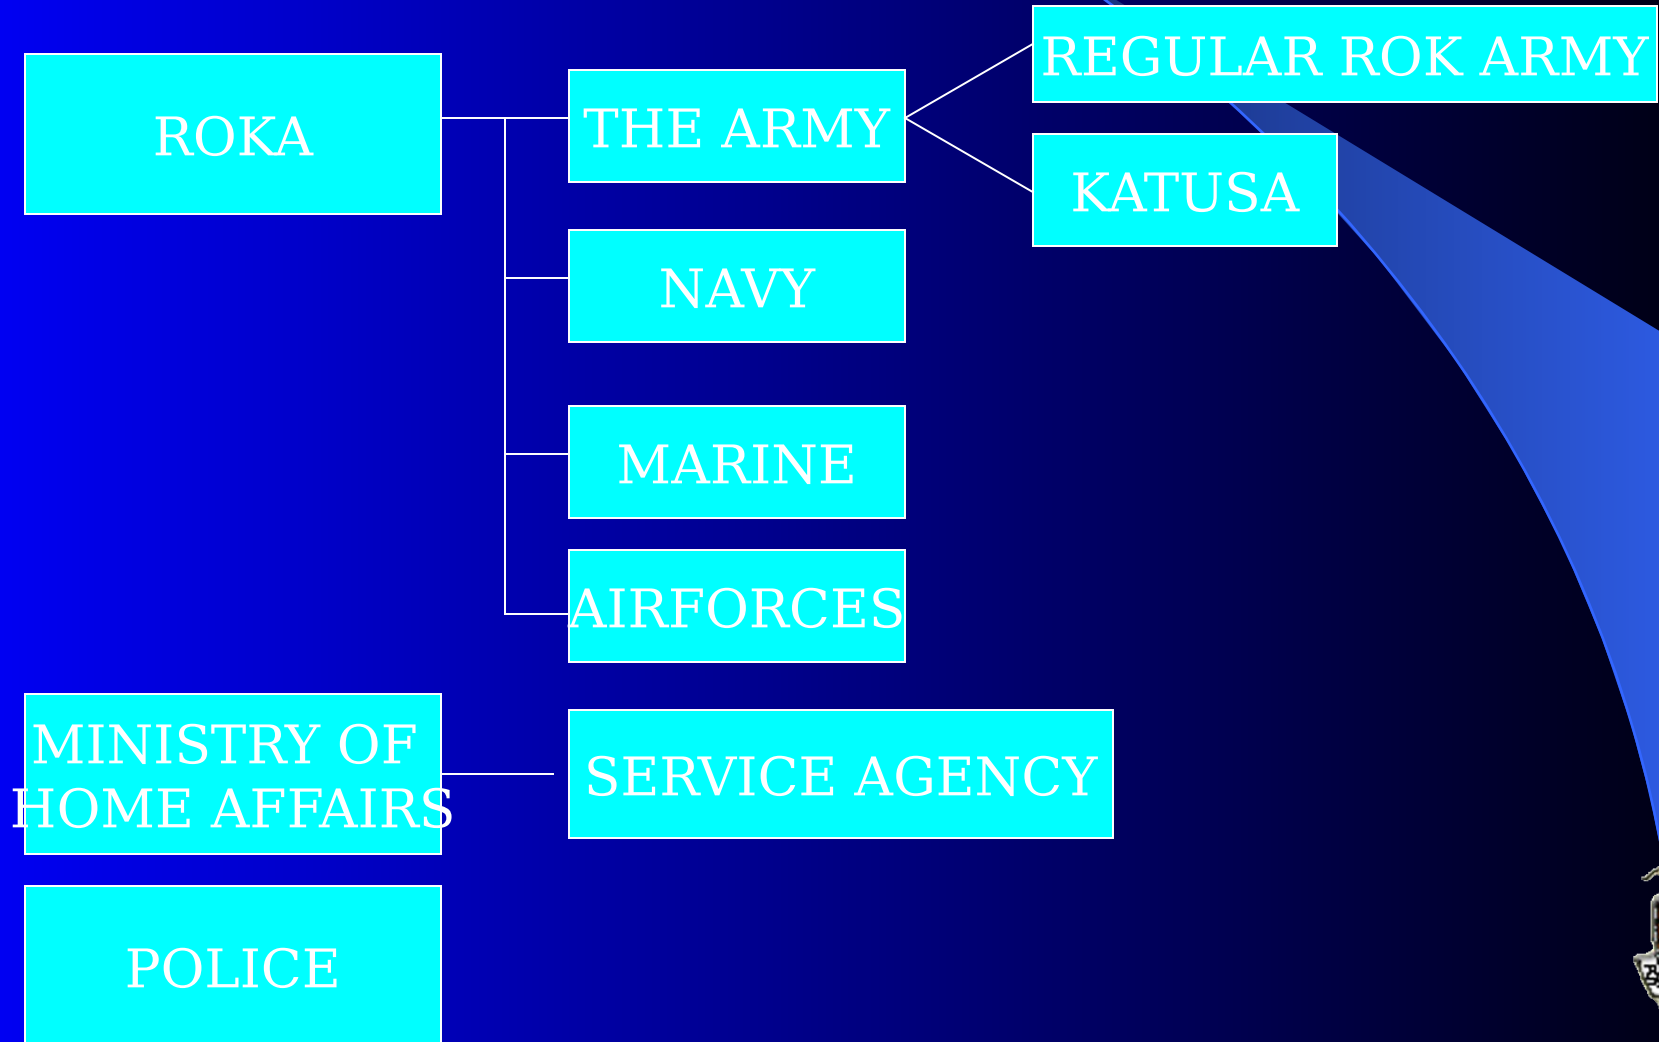 ROKA
THE ARMY
REGULAR ROK ARMY
KATUSA
NAVY
MARINE
AIRFORCES
MINISTRY OF
HOME AFFAIRS
SERVICE AGENCY
POLICE